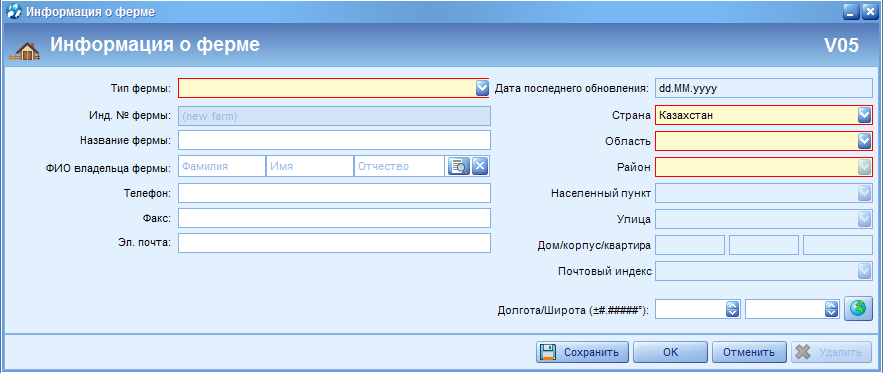 Информация о ферме
Информация о ферме V05
Тип фермы: Дата последнего обновления: dd.MM.yyyy
Инд. № фермы: (new farm) Страна Казахстан
Название фермы: Область
ФИО владельца фермы: Фамилия Имя Отчество Район
Телефон: Населенный пункт
Факс: Улица
Эл. почта: Дом/корпус/квартира
Почтовый индекс
Долгота/Широта (±#.#####°):
Сохранить OK Отменить Удалить